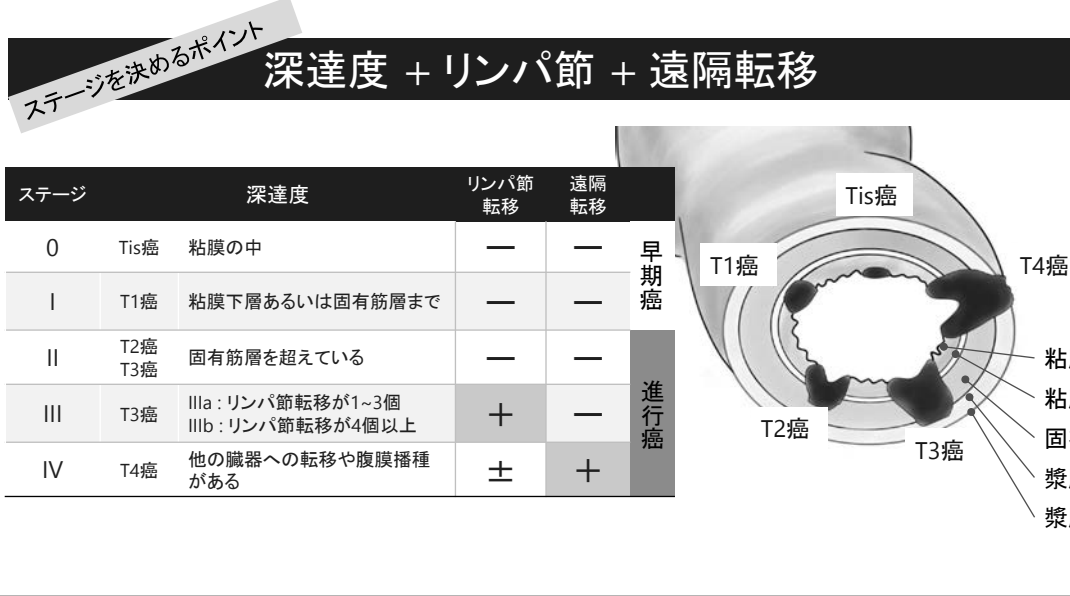 ステージを決めるポイント
深達度 + リンパ節 + 遠隔転移
ステージ 深達度 リンパ節転移 遠隔転移
0 Tis癌 粘膜の中 ー ー
I T1癌 粘膜下層あるいは固有筋層まで ー ー
II T2癌 T3癌 固有筋層を超えている ー ー
III T3癌 IIIa : リンパ節転移が1~3個 IIIb : リンパ節転移が4個以上 + ー
IV T4癌 他の臓器への転移や腹膜播種がある ± +
早期癌
進行癌
Tis癌
T1癌
T4癌
T2癌
T3癌
粘
粘
固
漿
漿